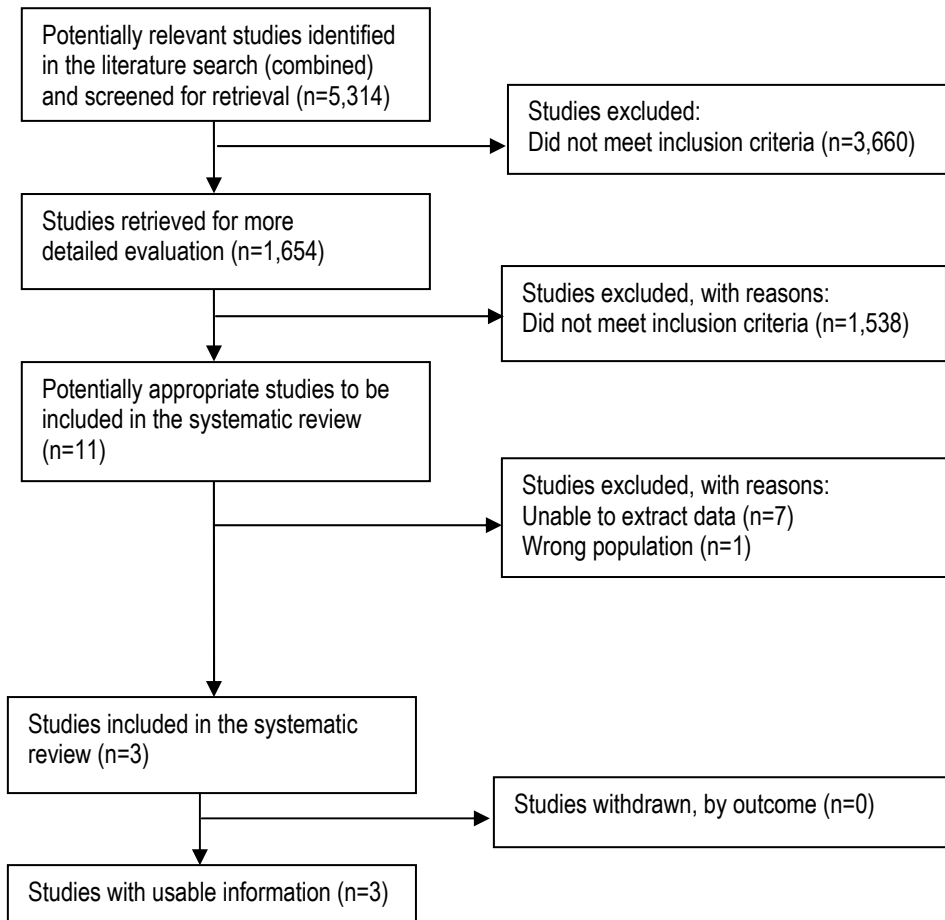 Potentially relevant studies identified
in the literature search (combined)
and screened for retrieval (n=5,314)
Studies excluded:
Did not meet inclusion criteria (n=3,660)
Studies retrieved for more
detailed evaluation (n=1,654)
Studies excluded, with reasons:
Did not meet inclusion criteria (n=1,538)
Potentially appropriate studies to be
included in the systematic review
(n=11)
Studies excluded, with reasons:
Unable to extract data (n=7)
Wrong population (n=1)
Studies included in the systematic
review (n=3)
Studies withdrawn, by outcome (n=0)
Studies with usable information (n=3)